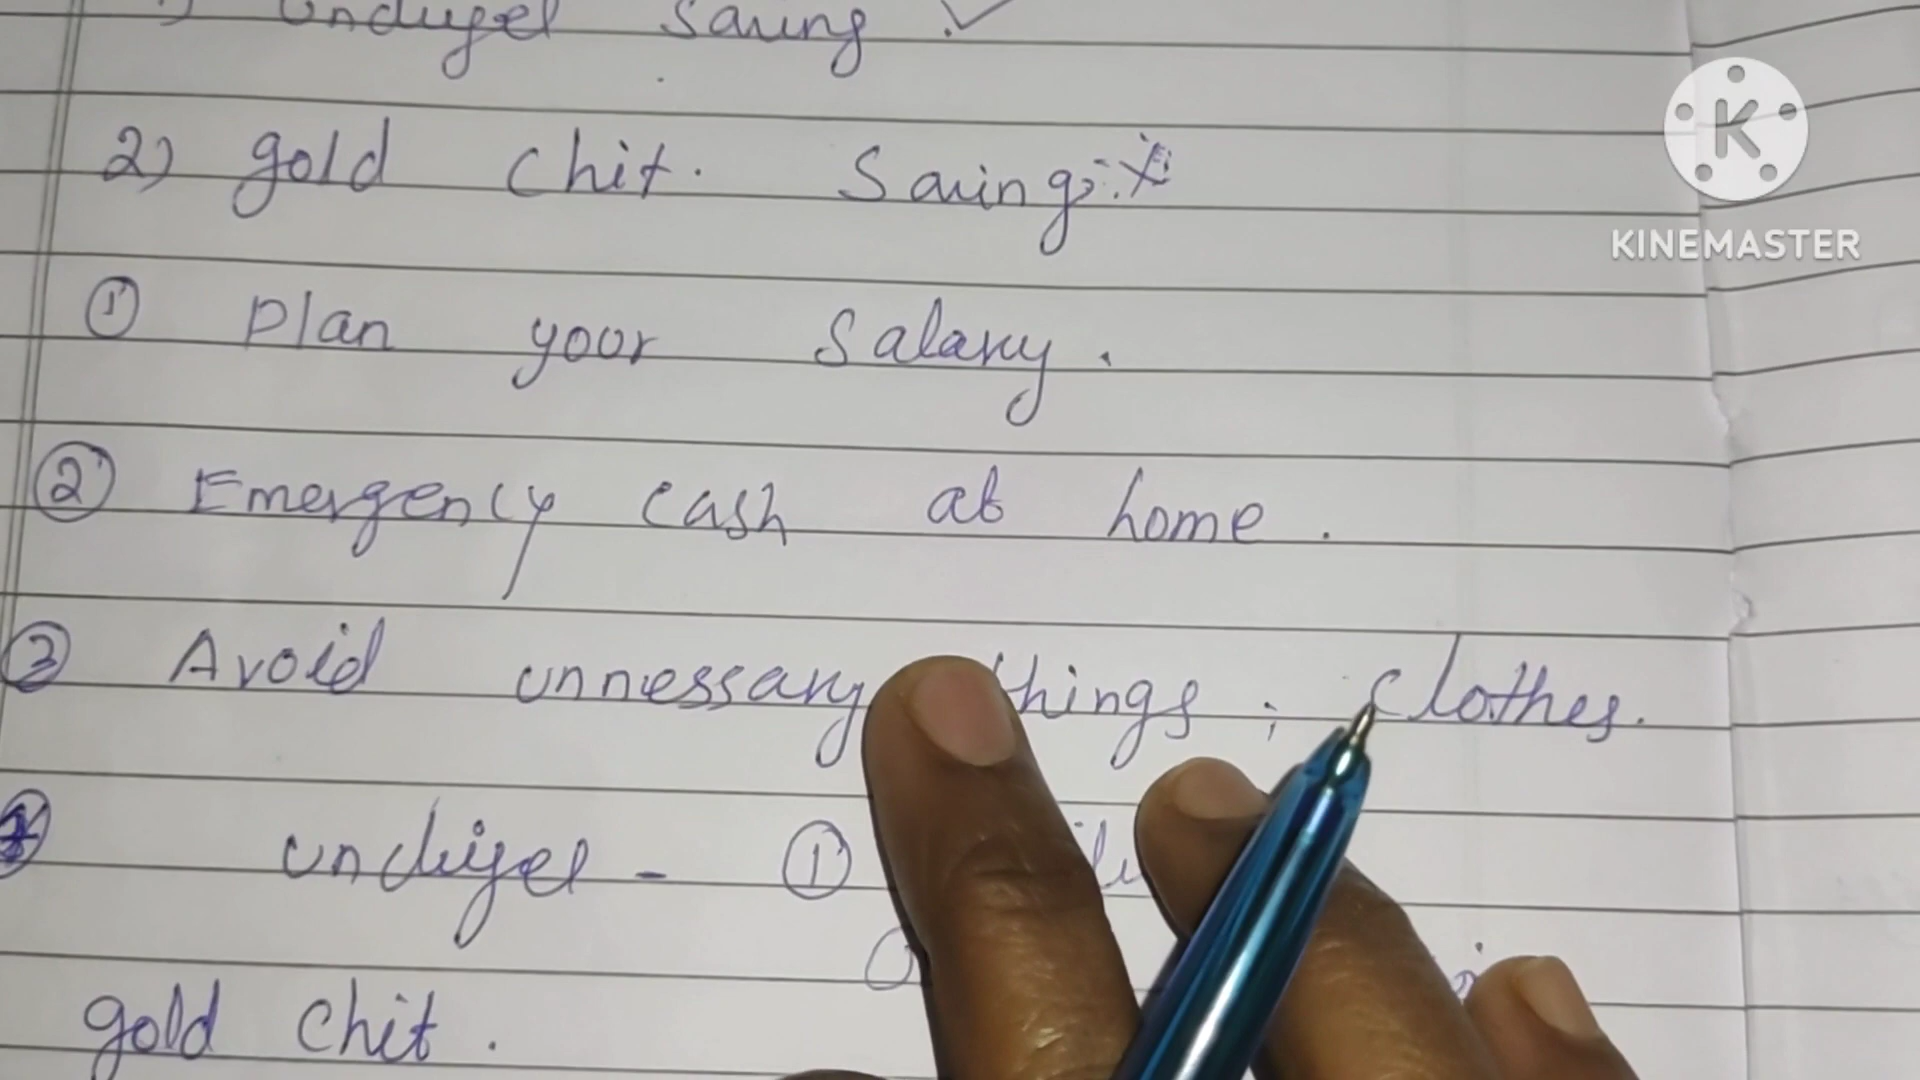 undiyel Saving
2) gold chit. Saving:
① plan your Salary.
② Emergency cash at home.
③ Avoid unnessary things; clothes.
undiyel - ①
gold chit.
KINEMASTER